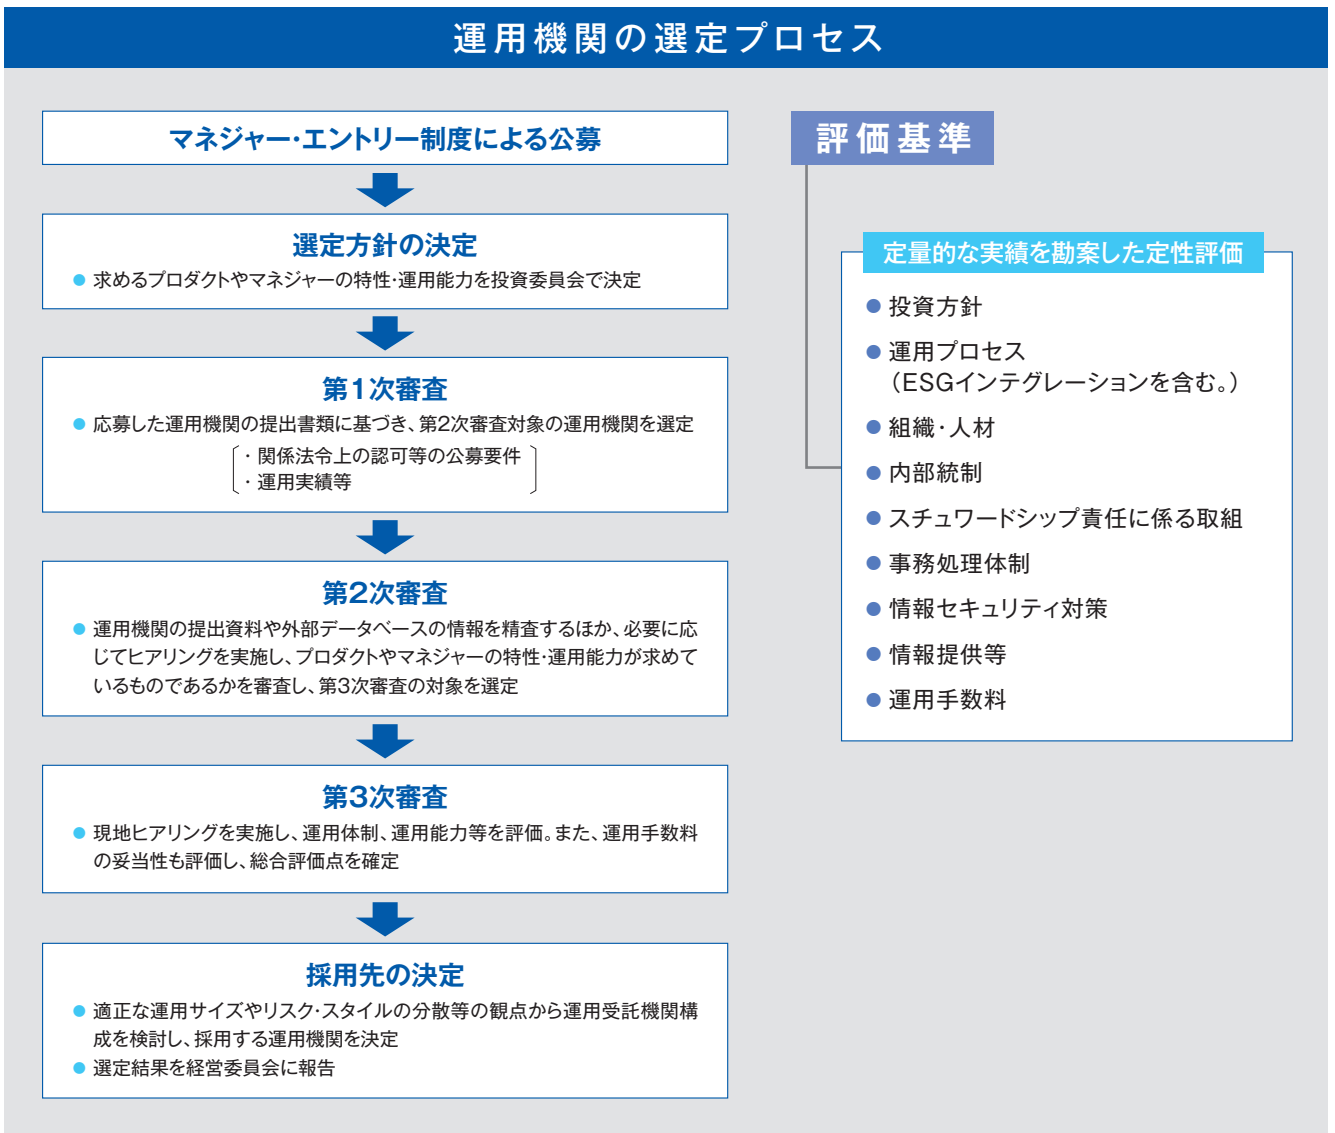 運用機関の選定プロセス
マネジャー・エントリー制度による公募
選定方針の決定
● 求めるプロダクトやマネジャーの特性・運用能力を投資委員会で決定
第1次審査
● 応募した運用機関の提出書類に基づき、第2次審査対象の運用機関を選定
・関係法令上の認可等の公募要件
・運用実績等
第2次審査
● 運用機関の提出資料や外部データベースの情報を精査するほか、必要に応
じてヒアリングを実施し、プロダクトやマネジャーの特性・運用能力が求めて
いるものであるかを審査し、第3次審査の対象を選定
第3次審査
● 現地ヒアリングを実施し、運用体制、運用能力等を評価。また、運用手数料
の妥当性も評価し、総合評価点を確定
採用先の決定
● 適正な運用サイズやリスク・スタイルの分散等の観点から運用受託機関構
成を検討し、採用する運用機関を決定
● 選定結果を経営委員会に報告
評価基準
定量的な実績を勘案した定性評価
● 投資方針
● 運用プロセス
（ESGインテグレーションを含む。）
● 組織・人材
● 内部統制
● スチュワードシップ責任に係る取組
● 事務処理体制
● 情報セキュリティ対策
● 情報提供等
● 運用手数料